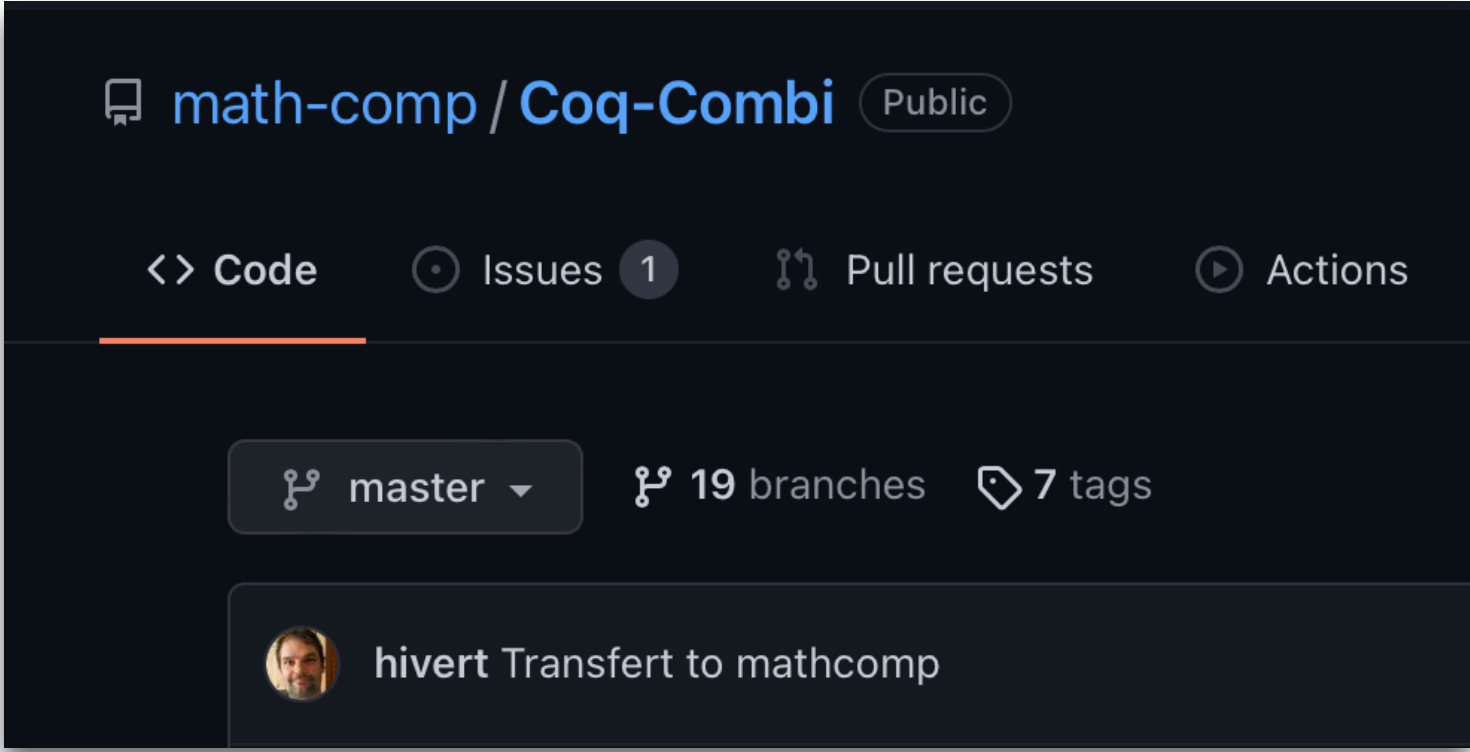 math-comp / Coq-Combi Public
Code Issues 1 Pull requests Actions
master 19 branches 7 tags
hivert Transfert to mathcomp